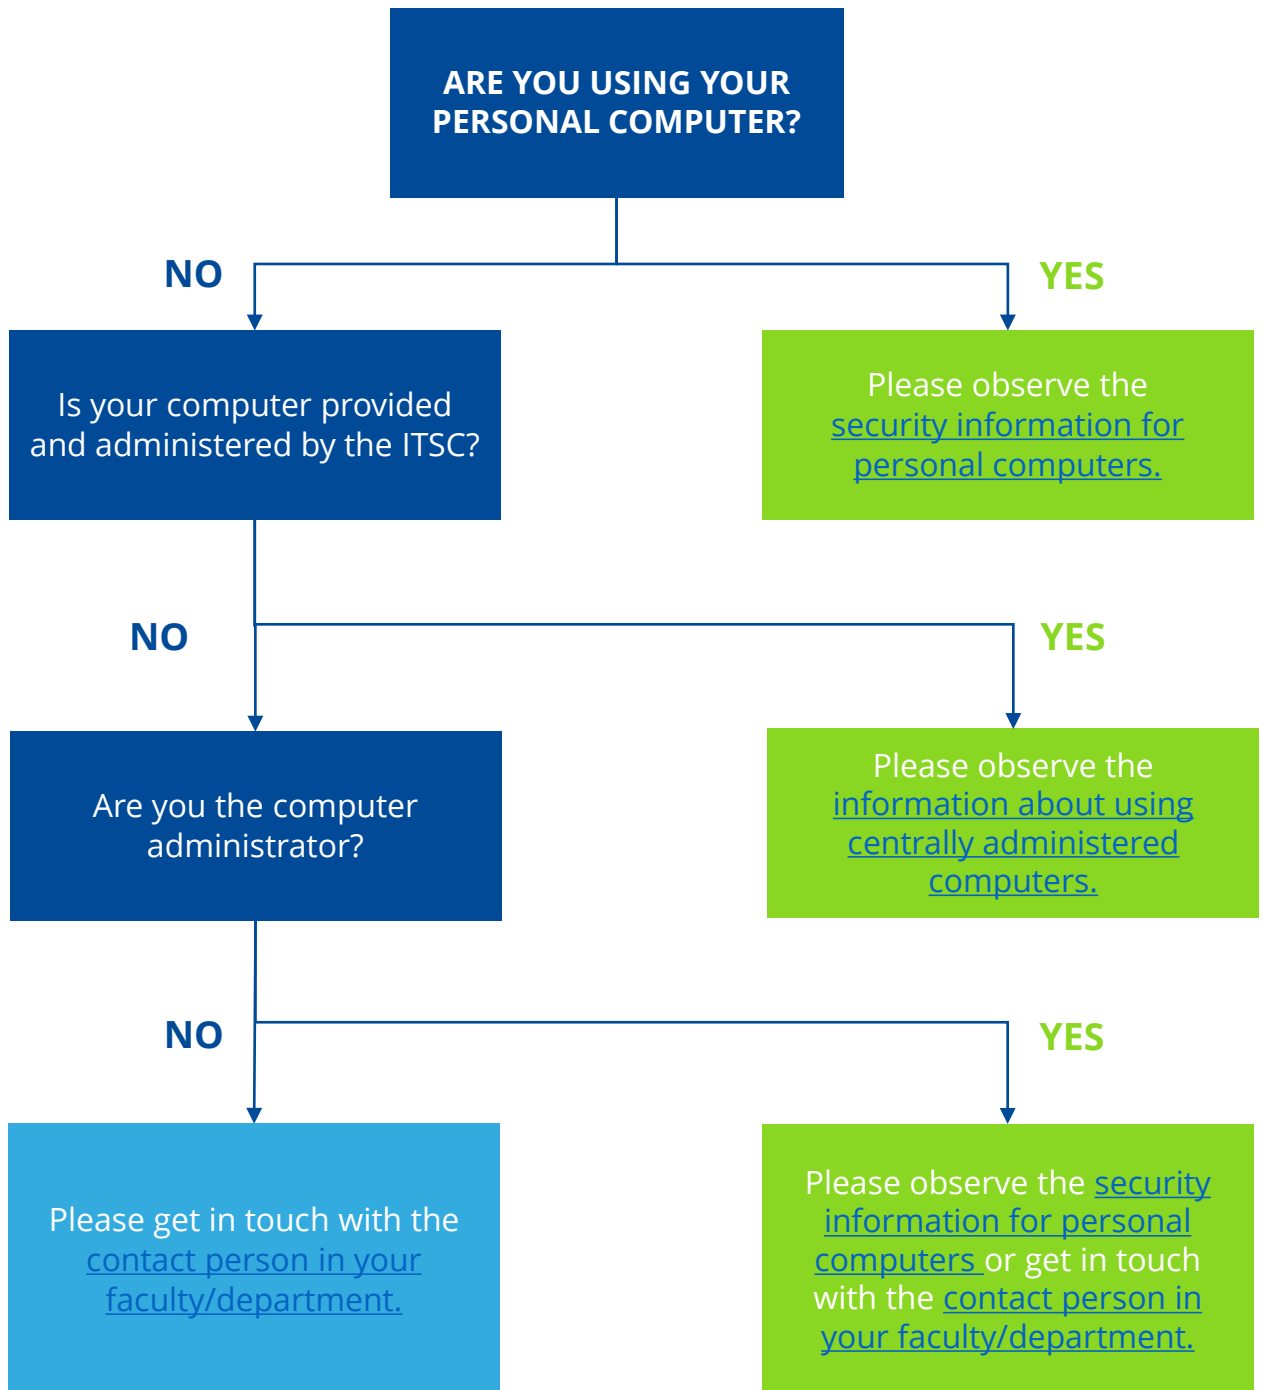 ARE YOU USING YOUR
PERSONAL COMPUTER?
NO
YES
Is your computer provided
and administered by the ITSC?
Please observe the
security information for
personal computers.
NO
YES
Are you the computer
administrator?
Please observe the
information about using
centrally administered
computers.
NO
YES
Please get in touch with the
contact person in your
faculty/department.
Please observe the security
information for personal
computers or get in touch
with the contact person in
your faculty/department.